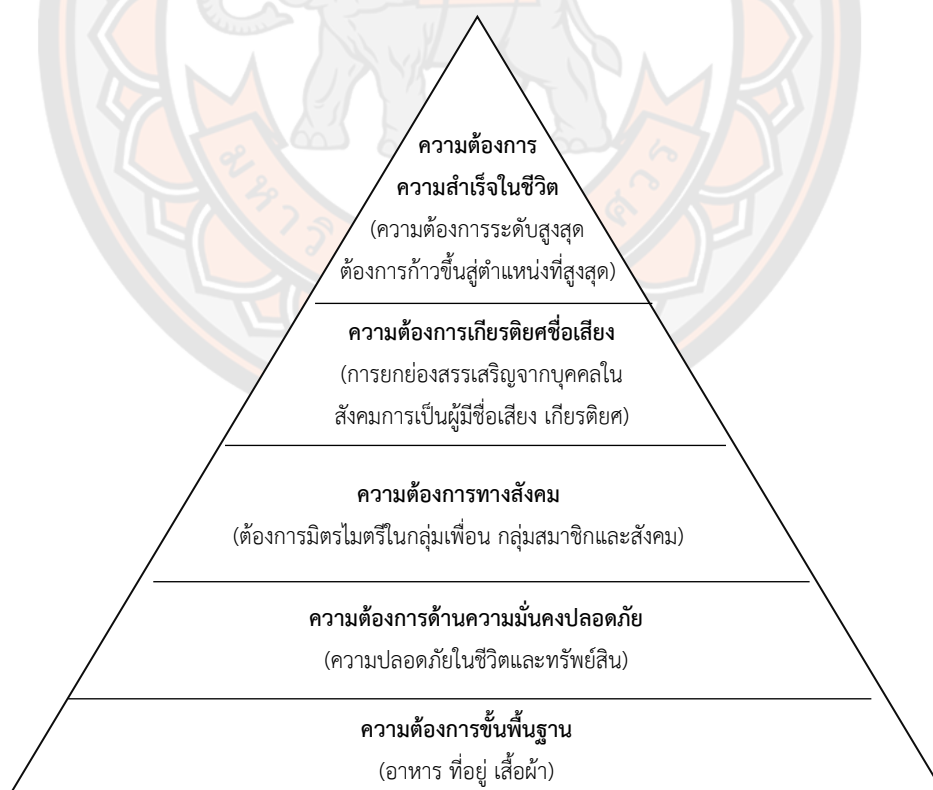 ความต้องการ
ความสำเร็จในชีวิต
(ความต้องการระดับสูงสุด
ต้องการก้าวขึ้นสู่ตำแหน่งที่สูงสุด)
ความต้องการเกียรติยศชื่อเสียง
(การยกย่องสรรเสริญจากบุคคลใน
สังคมการเป็นผู้มีชื่อเสียง เกียรติยศ)
ความต้องการทางสังคม
(ต้องการมิตรไมตรีในกลุ่มเพื่อน กลุ่มสมาชิกและสังคม)
ความต้องการด้านความมั่นคงปลอดภัย
(ความปลอดภัยในชีวิตและทรัพย์สิน)
ความต้องการขั้นพื้นฐาน
(อาหาร ที่อยู่ เสื้อผ้า)